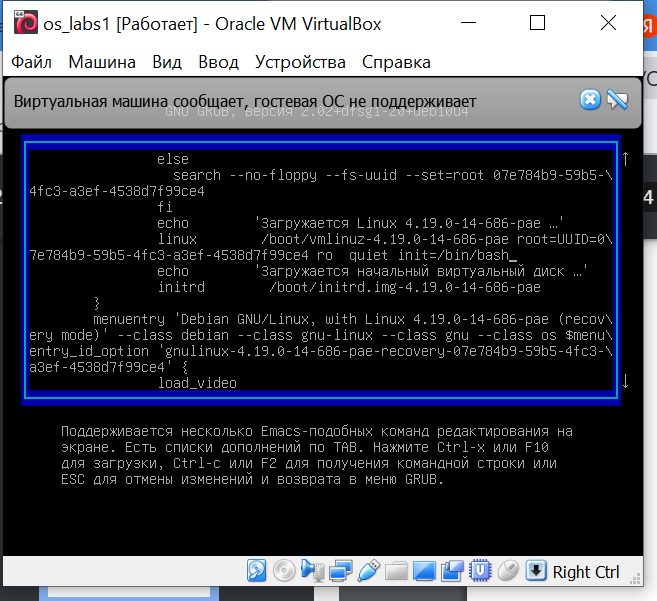 os_labs1 [Работает] - Oracle VM VirtualBox
Файл Машина Вид Ввод Устройства Справка
Виртуальная машина сообщает, гостевая ОС не поддерживает
GNU GRUB, версия 2.02+dfsg1-20+deb10u4
else
search --no-floppy --fs-uuid --set=root 07e784b9-59b5-\
4fc3-a3ef-4538d7f99ce4
fi
echo 'Загружается Linux 4.19.0-14-686-pae …'
linux /boot/vmlinuz-4.19.0-14-686-pae root=UUID=0\
7e784b9-59b5-4fc3-a3ef-4538d7f99ce4 ro quiet init=/bin/bash_
echo 'Загружается начальный виртуальный диск …'
initrd /boot/initrd.img-4.19.0-14-686-pae
}
menuentry 'Debian GNU/Linux, with Linux 4.19.0-14-686-pae (recov\
ery mode)' --class debian --class gnu-linux --class gnu --class os $menu\
entry_id_option 'gnulinux-4.19.0-14-686-pae-recovery-07e784b9-59b5-4fc3-\
a3ef-4538d7f99ce4' {
load_video
Поддерживается несколько Emacs-подобных команд редактирования на
экране. Есть списки дополнений по TAB. Нажмите Ctrl-x или F10
для загрузки, Ctrl-c или F2 для получения командной строки или
ESC для отмены изменений и возврата в меню GRUB.
Right Ctrl